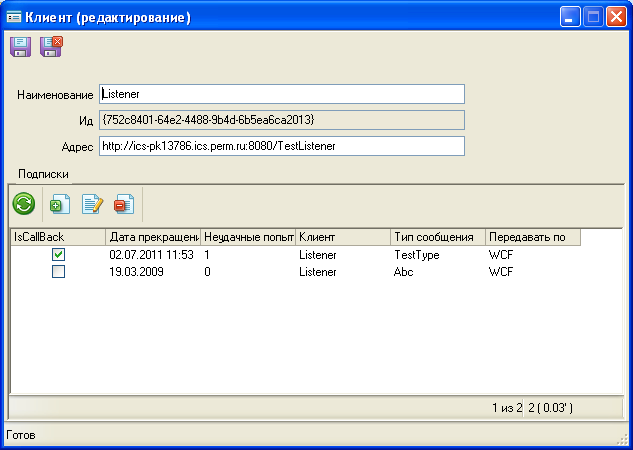 Клиент (редактирование)
Наименование Listener
Ид {752c8401-64e2-4488-9b4d-6b5ea6ca2013}
Адрес http://ics-pk13786.ics.perm.ru:8080/TestListener
Подписки
IsCallBack Дата прекращени Неудачные попыт Клиент Тип сообщения Передавать по
02.07.2011 11:53 1 Listener TestType WCF
19.03.2009 0 Listener Abc WCF
1 из 2 2 ( 0.03' )
Готов